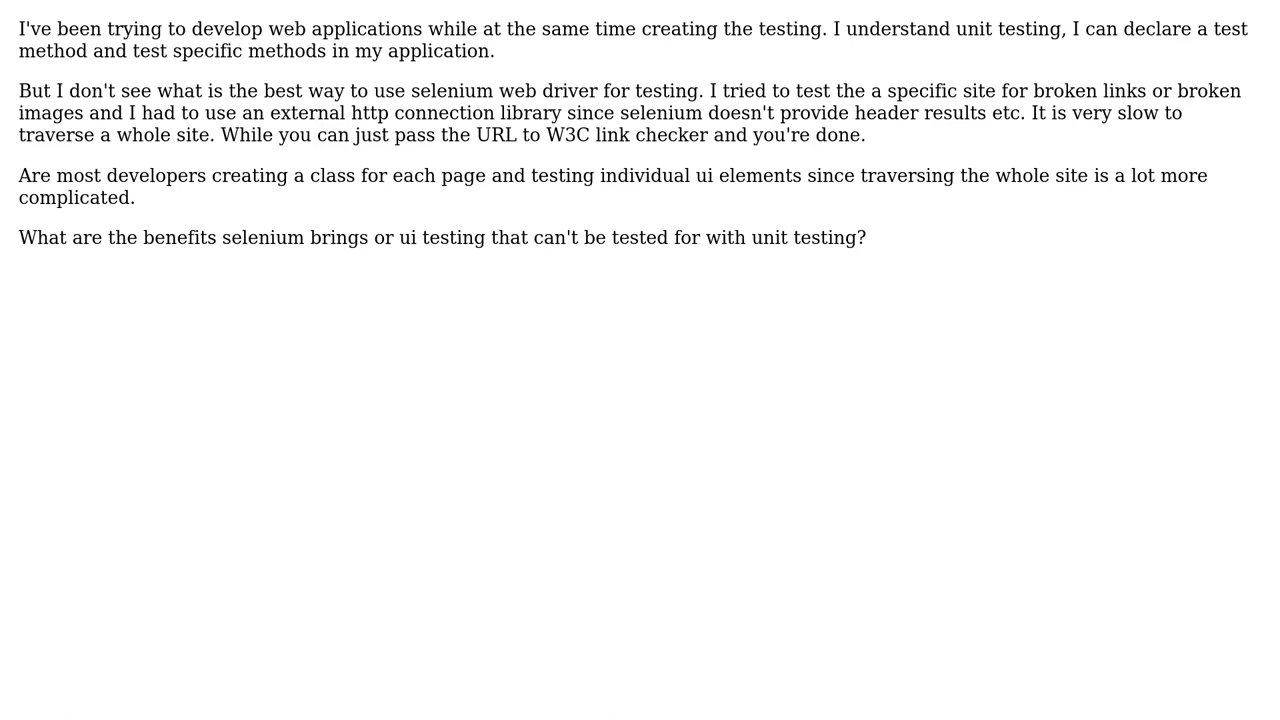 I've been trying to develop web applications while at the same time creating the testing. I understand unit testing, I can declare a test
method and test specific methods in my application.
But I don't see what is the best way to use selenium web driver for testing. I tried to test the a specific site for broken links or broken
images and I had to use an external http connection library since selenium doesn't provide header results etc. It is very slow to
traverse a whole site. While you can just pass the URL to W3C link checker and you're done.
Are most developers creating a class for each page and testing individual ui elements since traversing the whole site is a lot more
complicated.
What are the benefits selenium brings or ui testing that can't be tested for with unit testing?